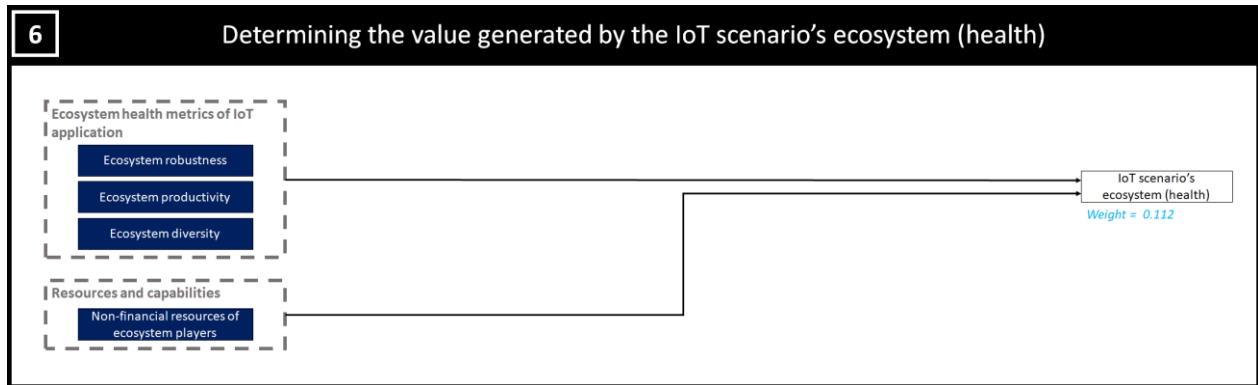 6
Determining the value generated by the IoT scenario’s ecosystem (health)
Ecosystem health metrics of IoT
application
Ecosystem robustness
Ecosystem productivity
Ecosystem diversity
Resources and capabilities
Non-financial resources of
ecosystem players
IoT scenario’s
ecosystem (health)
Weight = 0.112